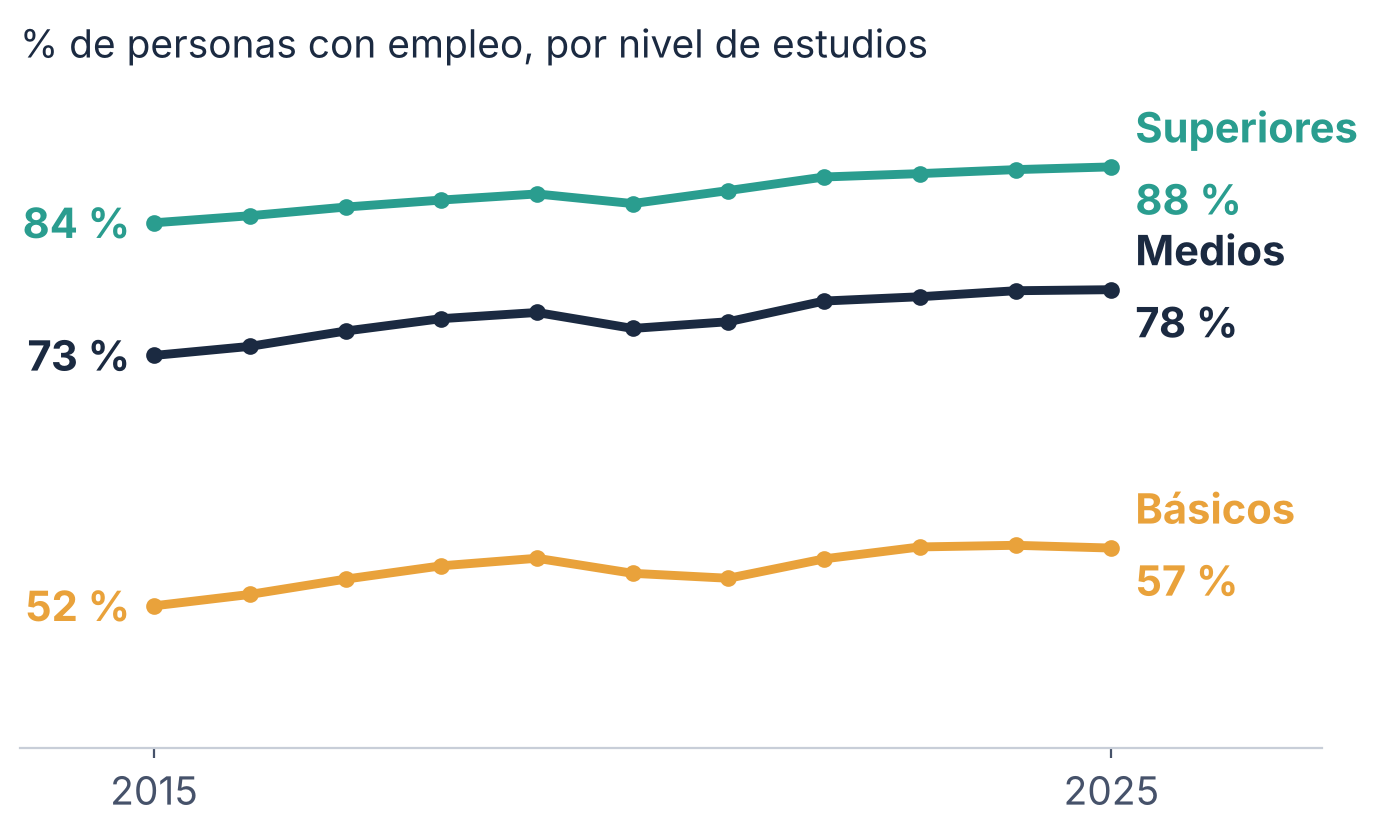 % de personas con empleo, por nivel de estudios
Superiores
88 %
84 %
Medios
78 %
73 %
Básicos
57 %
52 %
2015
2025